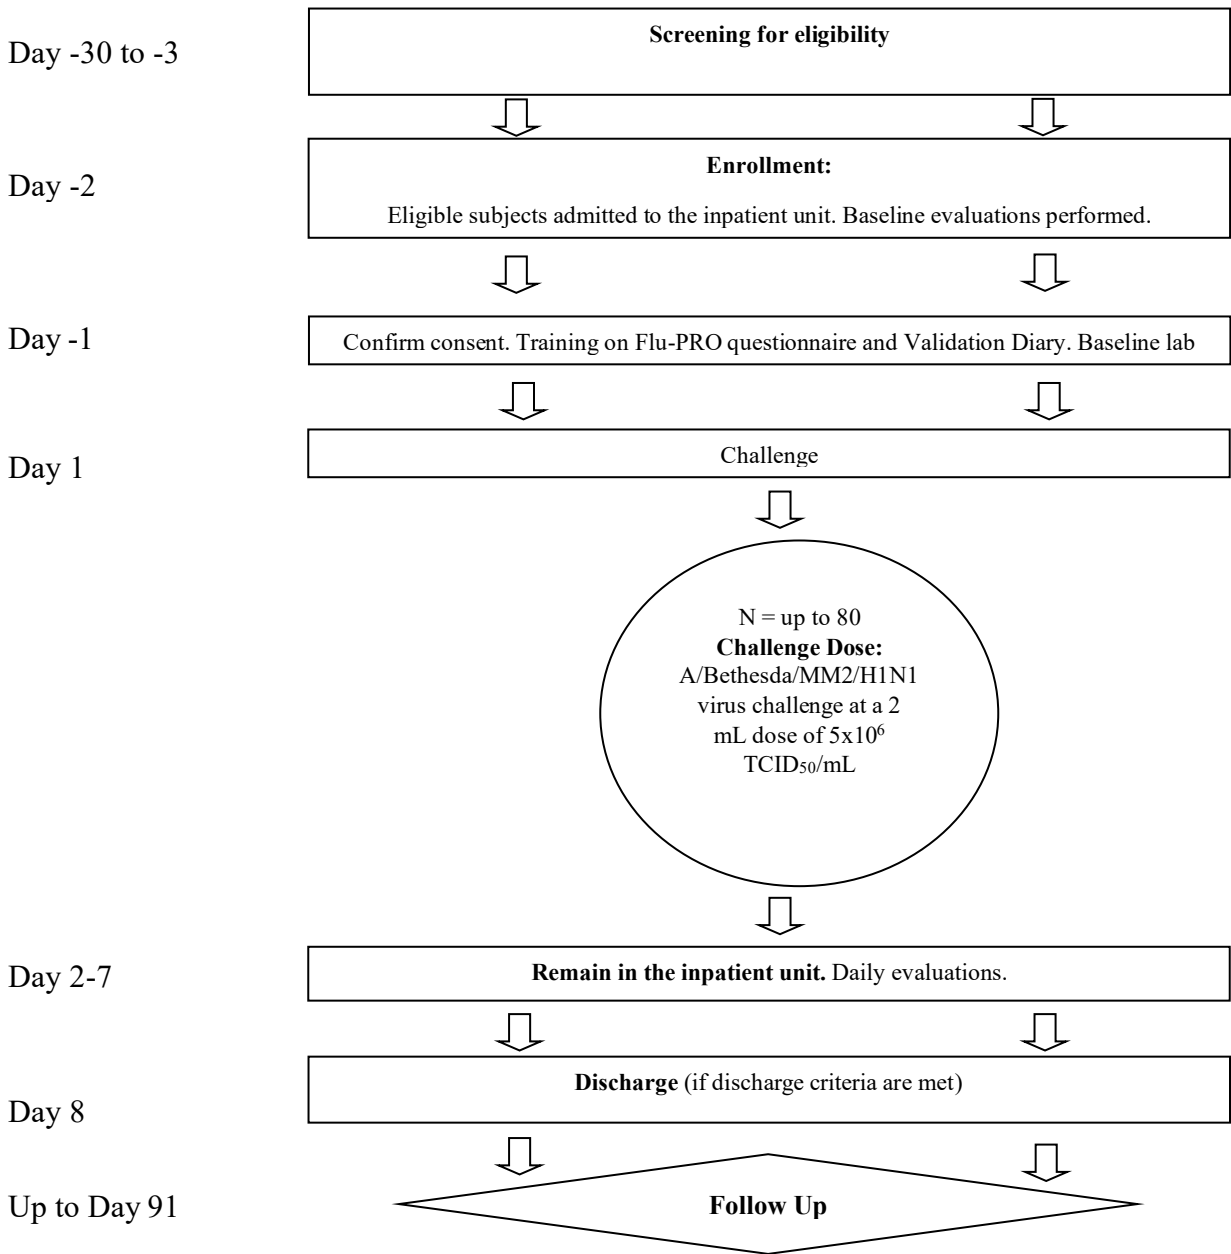 Day -30 to -3
Screening for eligibility
Day -2
Enrollment:
Eligible subjects admitted to the inpatient unit. Baseline evaluations performed.
Day -1
Confirm consent. Training on Flu-PRO questionnaire and Validation Diary. Baseline lab
Day 1
Challenge
N = up to 80
Challenge Dose:
A/Bethesda/MM2/H1N1
virus challenge at a 2
mL dose of 5x10⁶
TCID₅₀/mL
Day 2-7
Remain in the inpatient unit. Daily evaluations.
Day 8
Discharge (if discharge criteria are met)
Up to Day 91
Follow Up